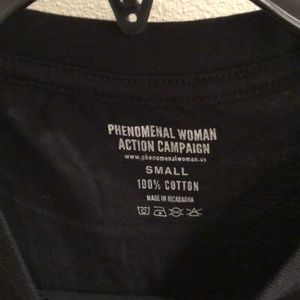 PHENOMENAL WOMAN
ACTION CAMPAIGN
www.phenomenalwoman.us
SMALL
100% COTTON
MADE IN NICARAGUA